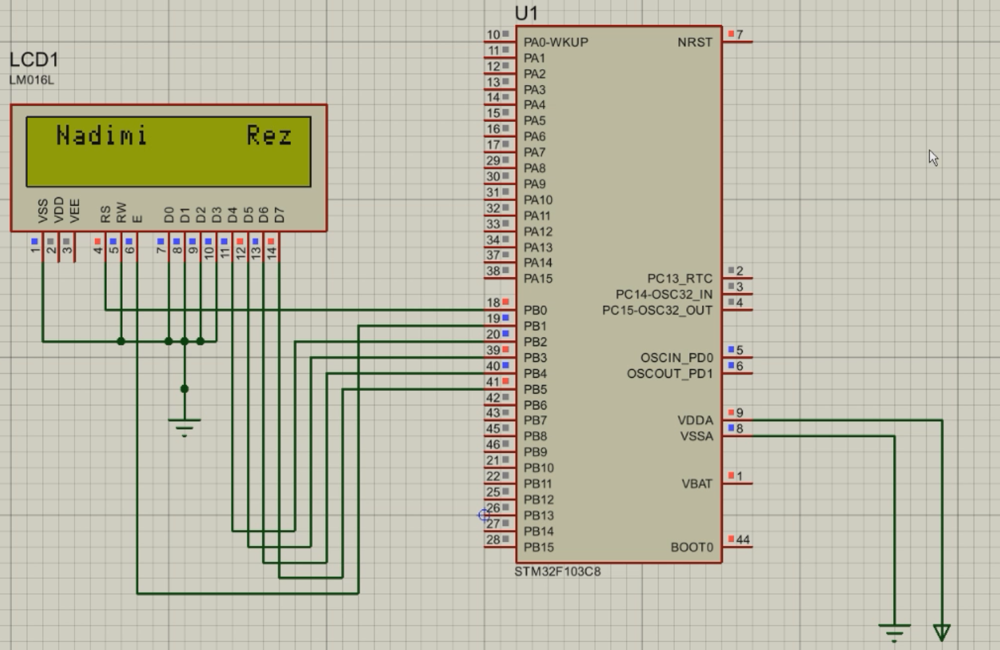 U1
LCD1
LM016L
Nadimi Rez
VSS
VDD
VEE
RS
RW
E
D0
D1
D2
D3
D4
D5
D6
D7
1
2
3
4
5
6
7
8
9
10
11
12
13
14
10 PA0-WKUP
11 PA1
12 PA2
13 PA3
14 PA4
15 PA5
16 PA6
17 PA7
29 PA8
30 PA9
31 PA10
32 PA11
33 PA12
34 PA13
37 PA14
38 PA15
18 PB0
19 PB1
20 PB2
39 PB3
40 PB4
41 PB5
42 PB6
43 PB7
45 PB8
46 PB9
21 PB10
22 PB11
25 PB12
26 PB13
27 PB14
28 PB15
NRST 7
PC13_RTC 2
PC14-OSC32_IN 3
PC15-OSC32_OUT 4
OSCIN_PD0 5
OSCOUT_PD1 6
VDDA 9
VSSA 8
VBAT 1
BOOT0 44
STM32F103C8